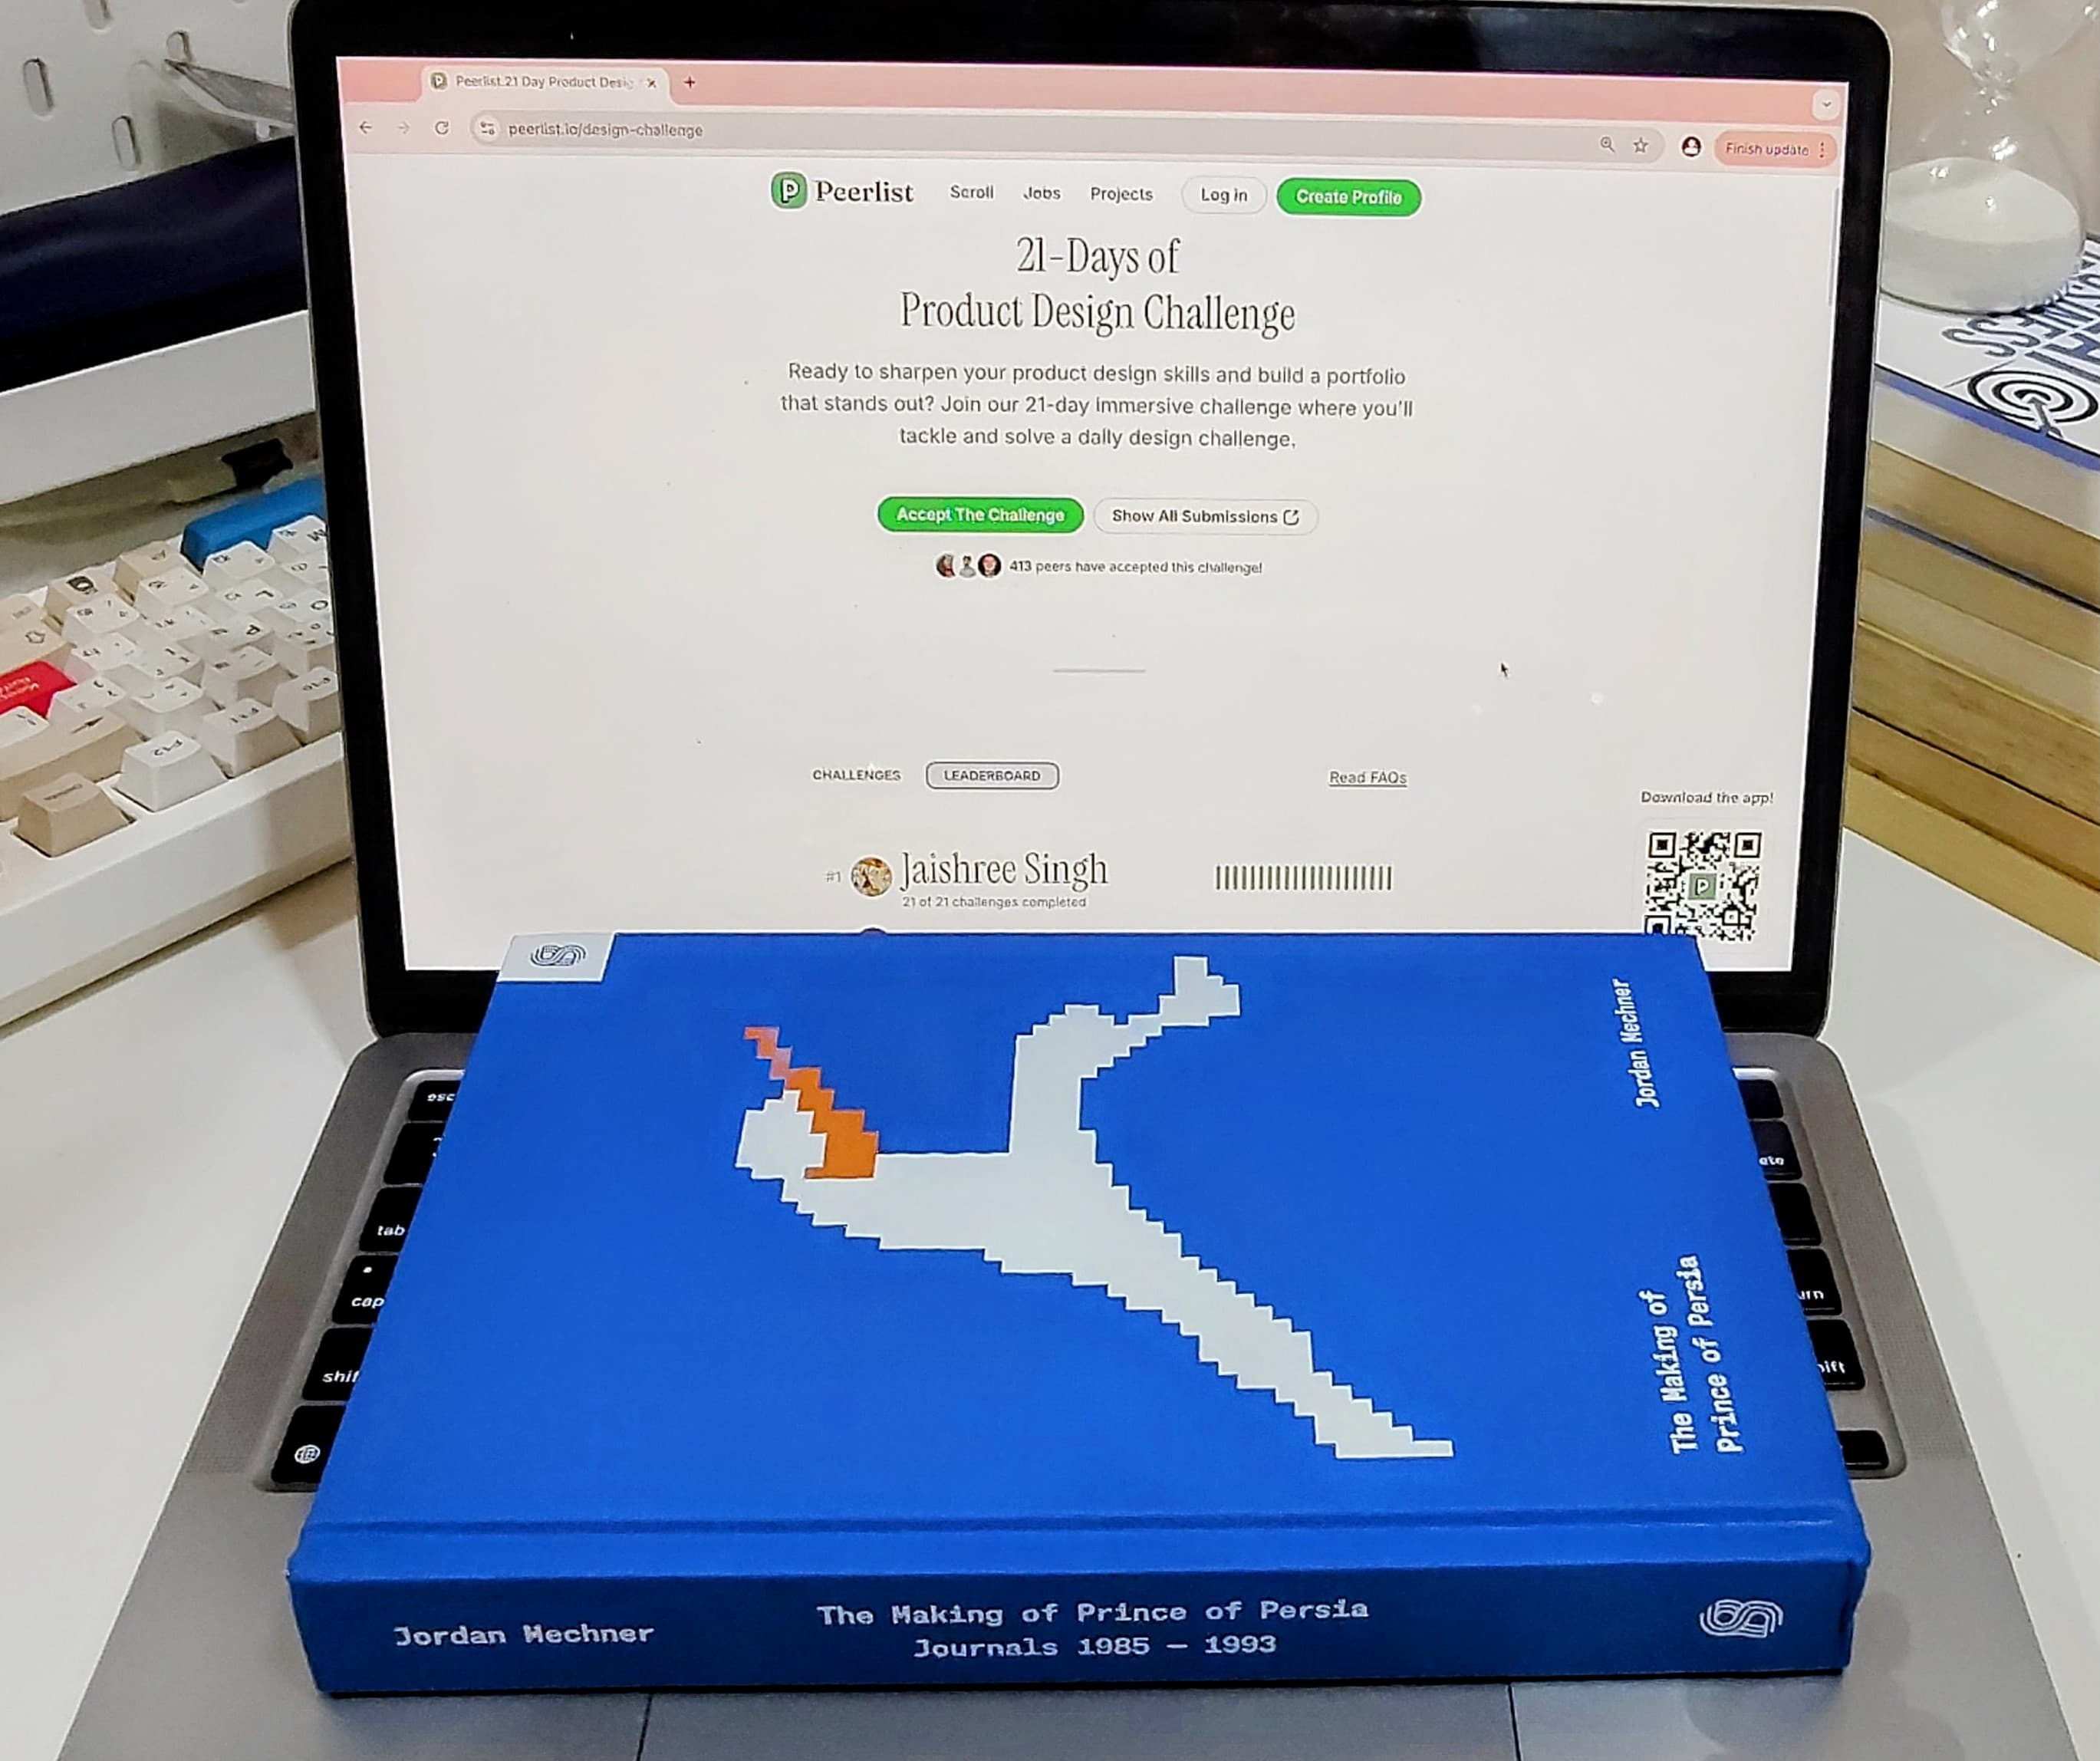 Peerlist 21 Day Product Desig
peerlist.io/design-challenge
Finish update
Peerlist
Scroll
Jobs
Projects
Log in
Create Profile
21-Days of
Product Design Challenge
Ready to sharpen your product design skills and build a portfolio
that stands out? Join our 21-day immersive challenge where you'll
tackle and solve a daily design challenge.
Accept The Challenge
Show All Submissions
413 peers have accepted this challenge!
CHALLENGES
LEADERBOARD
Read FAQs
Download the app!
#1
Jaishree Singh
21 of 21 challenges completed
Jordan Mechner
The Making of
Prince of Persia
esc
tab
cap
shif
Jordan Mechner
The Making of Prince of Persia
Journals 1985 – 1993
F12
F11
F10